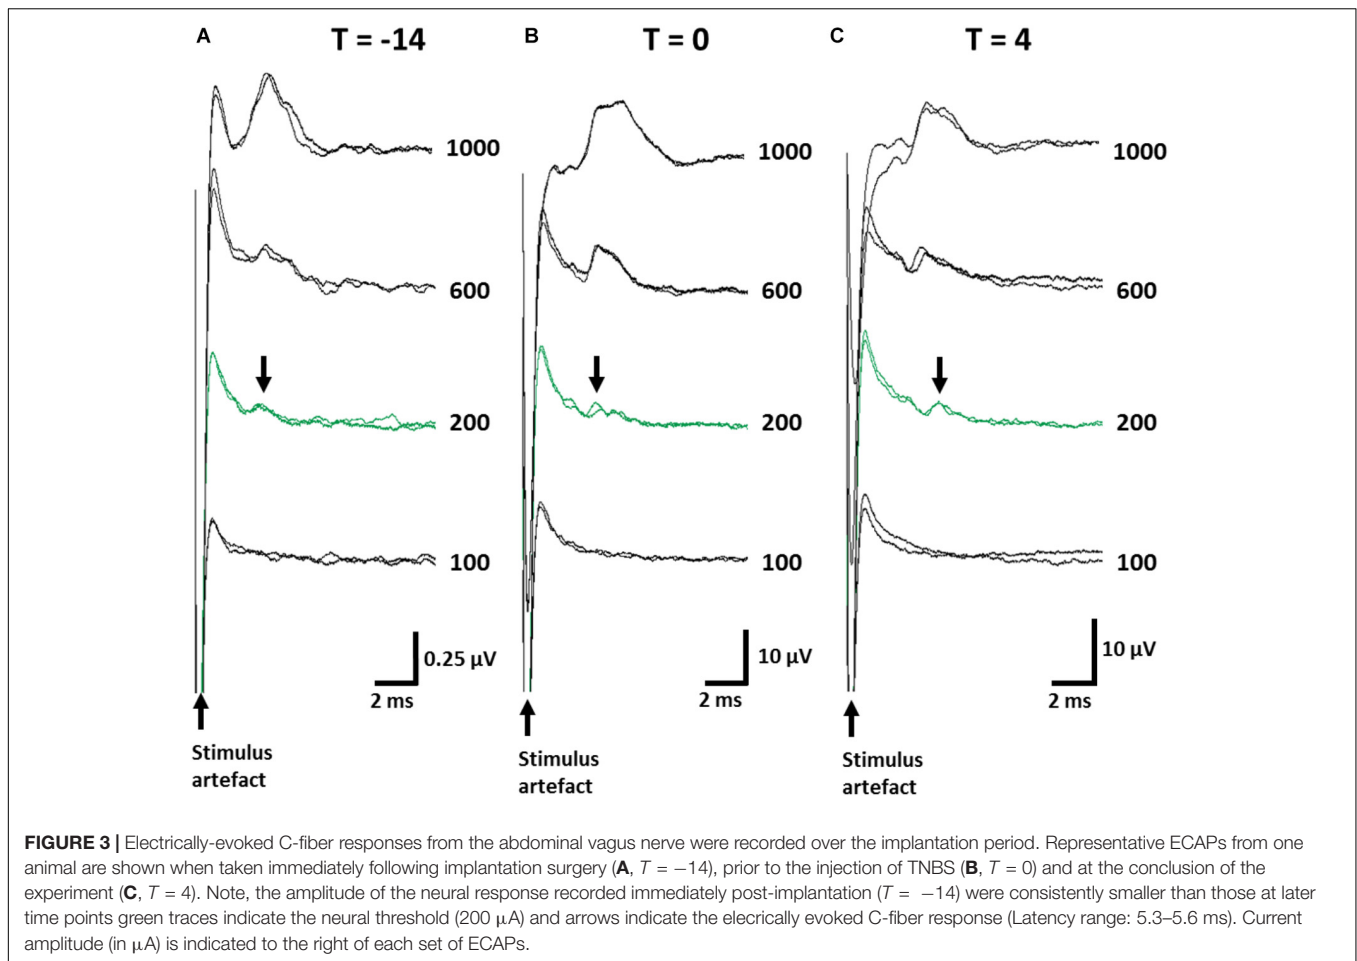 A T = -14
B T = 0
C T = 4
1000
1000
1000
600
600
600
200
200
200
100
100
100
0.25 µV
10 µV
10 µV
2 ms
2 ms
2 ms
Stimulus
artefact
Stimulus
artefact
Stimulus
artefact
FIGURE 3 | Electrically-evoked C-fiber responses from the abdominal vagus nerve were recorded over the implantation period. Representative ECAPs from one
animal are shown when taken immediately following implantation surgery (A, T = −14), prior to the injection of TNBS (B, T = 0) and at the conclusion of the
experiment (C, T = 4). Note, the amplitude of the neural response recorded immediately post-implantation (T = −14) were consistently smaller than those at later
time points green traces indicate the neural threshold (200 µA) and arrows indicate the elecrically evoked C-fiber response (Latency range: 5.3–5.6 ms). Current
amplitude (in µA) is indicated to the right of each set of ECAPs.